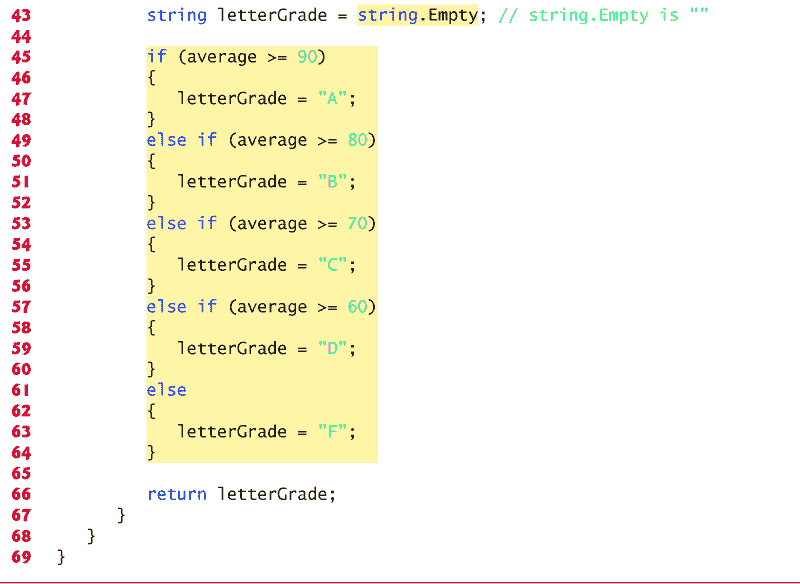 43 string letterGrade = string.Empty; // string.Empty is ""
44
45 if (average >= 90)
46 {
47 letterGrade = "A";
48 }
49 else if (average >= 80)
50 {
51 letterGrade = "B";
52 }
53 else if (average >= 70)
54 {
55 letterGrade = "C";
56 }
57 else if (average >= 60)
58 {
59 letterGrade = "D";
60 }
61 else
62 {
63 letterGrade = "F";
64 }
65
66 return letterGrade;
67 }
68 }
69 }